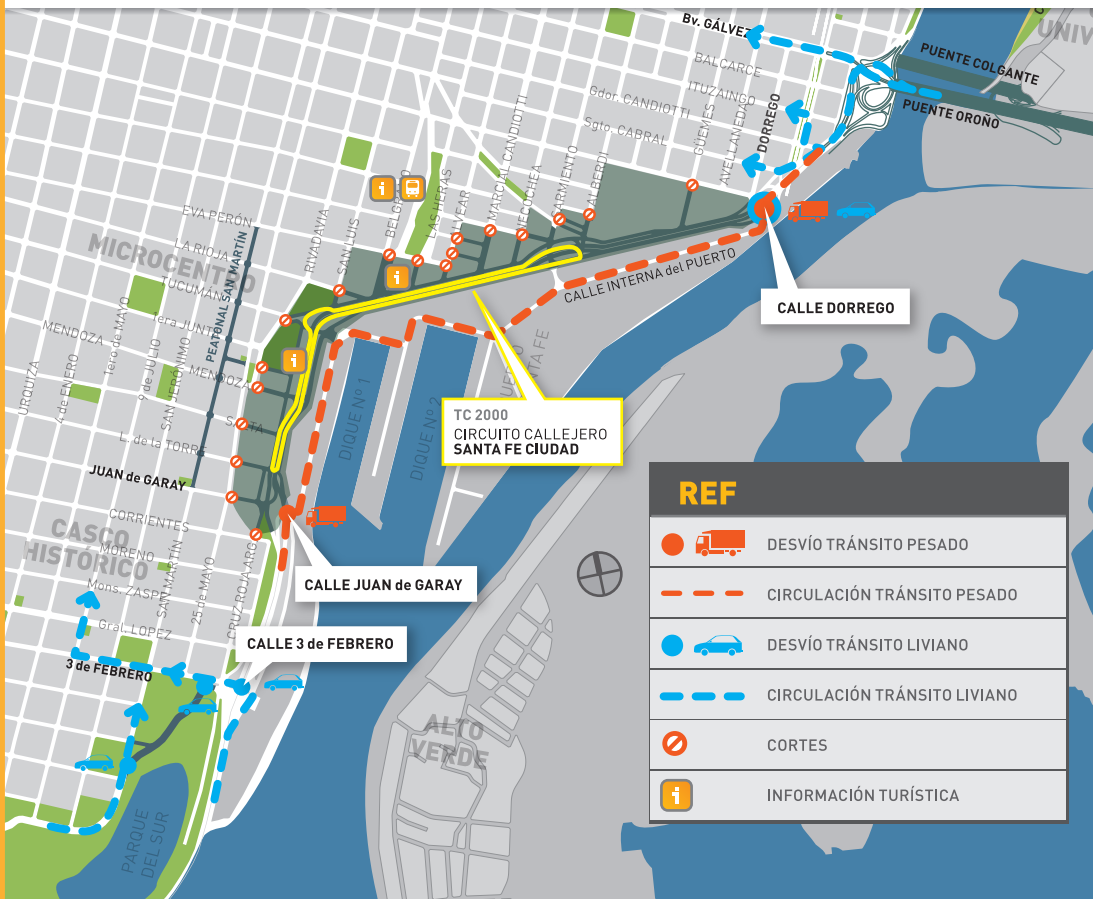 Bv. GÁLVEZ
UNIV
PUENTE COLGANTE
PUENTE OROÑO
BALCARCE
ITUZAINGO
Gdor. CANDIOTTI
Sgto. CABRAL
GÜEMES
AVELLANEDA
DORREGO
MARCIAL CANDIOTTI
ALBERDI
SARMIENTO
NECOCHEA
ALVEAR
LAS HERAS
BELGRANO
SAN LUIS
RIVADAVIA
EVA PERÓN
LA RIOJA
MICROCENTRO
TUCUMÁN
PEATONAL SAN MARTÍN
1era JUNTA
MENDOZA
MENDOZA
1ero de MAYO
9 de JULIO
SAN JERÓNIMO
4 de ENERO
URQUIZA
SALTA
L. de la TORRE
JUAN de GARAY
CALLE INTERNA del PUERTO
CALLE DORREGO
DIQUE Nº 1
DIQUE Nº 2
TC 2000
CIRCUITO CALLEJERO
SANTA FE CIUDAD
CORRIENTES
CASCO
HISTÓRICO
MORENO
Mons. ZASPE
SAN MARTÍN
25 de MAYO
CRUZ ROJA ARG.
Gral. LOPEZ
3 de FEBRERO
CALLE JUAN de GARAY
CALLE 3 de FEBRERO
PARQUE
DEL SUR
ALTO
VERDE
REF
DESVÍO TRÁNSITO PESADO
CIRCULACIÓN TRÁNSITO PESADO
DESVÍO TRÁNSITO LIVIANO
CIRCULACIÓN TRÁNSITO LIVIANO
CORTES
i INFORMACIÓN TURÍSTICA